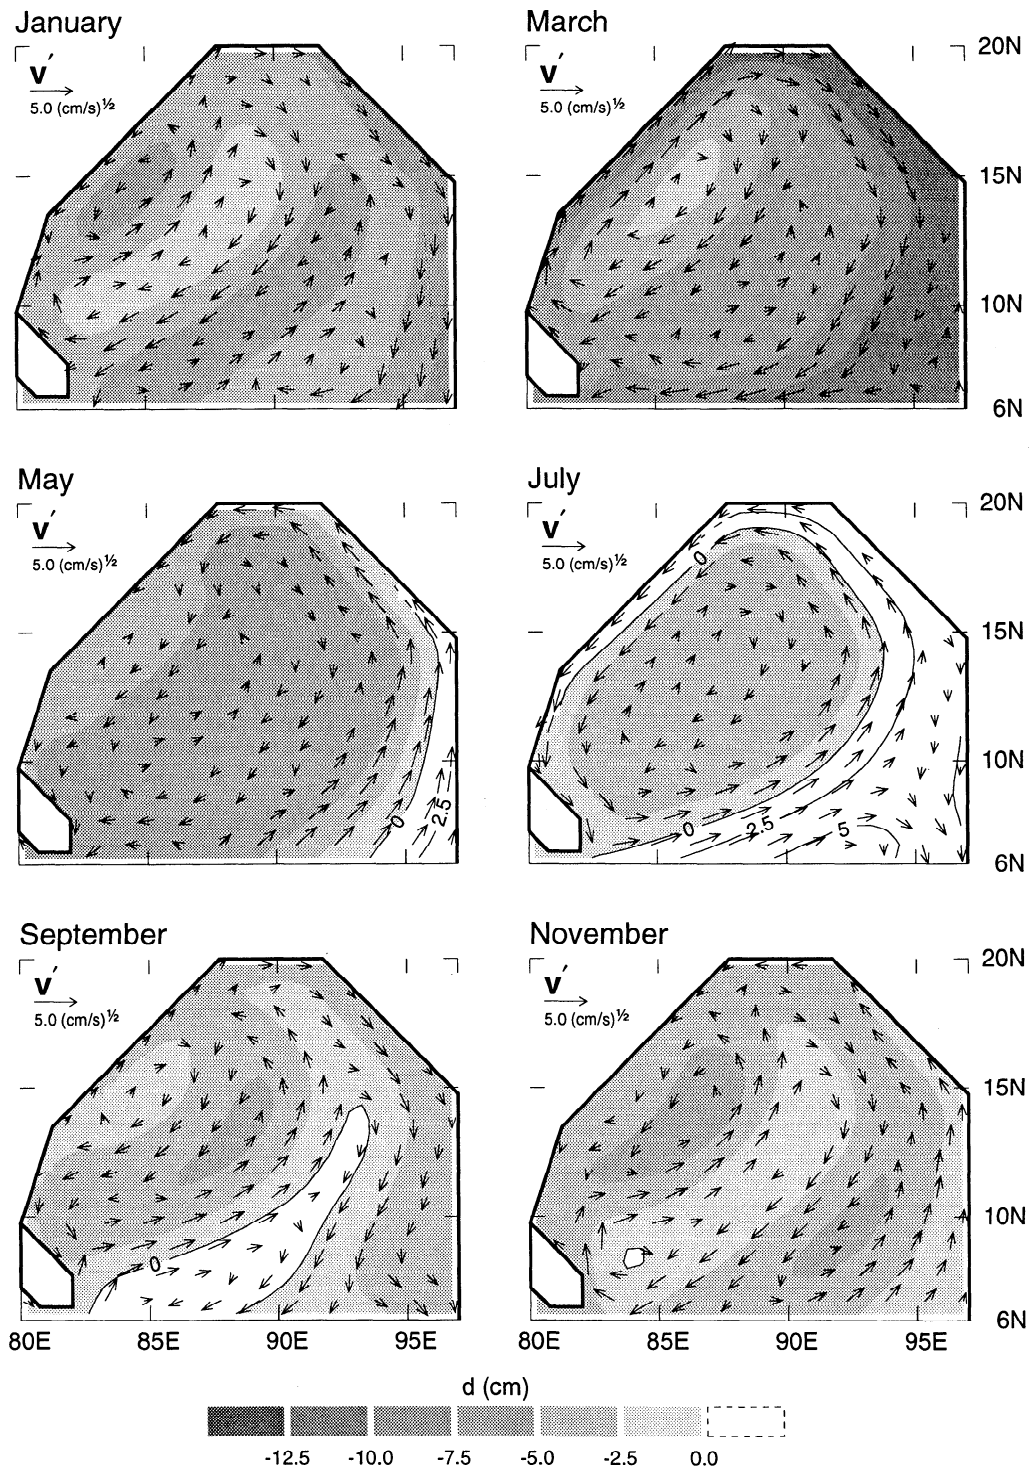 January
March
v′
5.0 (cm/s)½
v′
5.0 (cm/s)½
20N
15N
10N
6N
May
July
v′
5.0 (cm/s)½
v′
5.0 (cm/s)½
20N
0
15N
10N
0
2.5
0
2.5
5
6N
September
November
v′
5.0 (cm/s)½
v′
5.0 (cm/s)½
20N
15N
10N
0
6N
80E 85E 90E 95E 80E 85E 90E 95E
d (cm)
-12.5 -10.0 -7.5 -5.0 -2.5 0.0